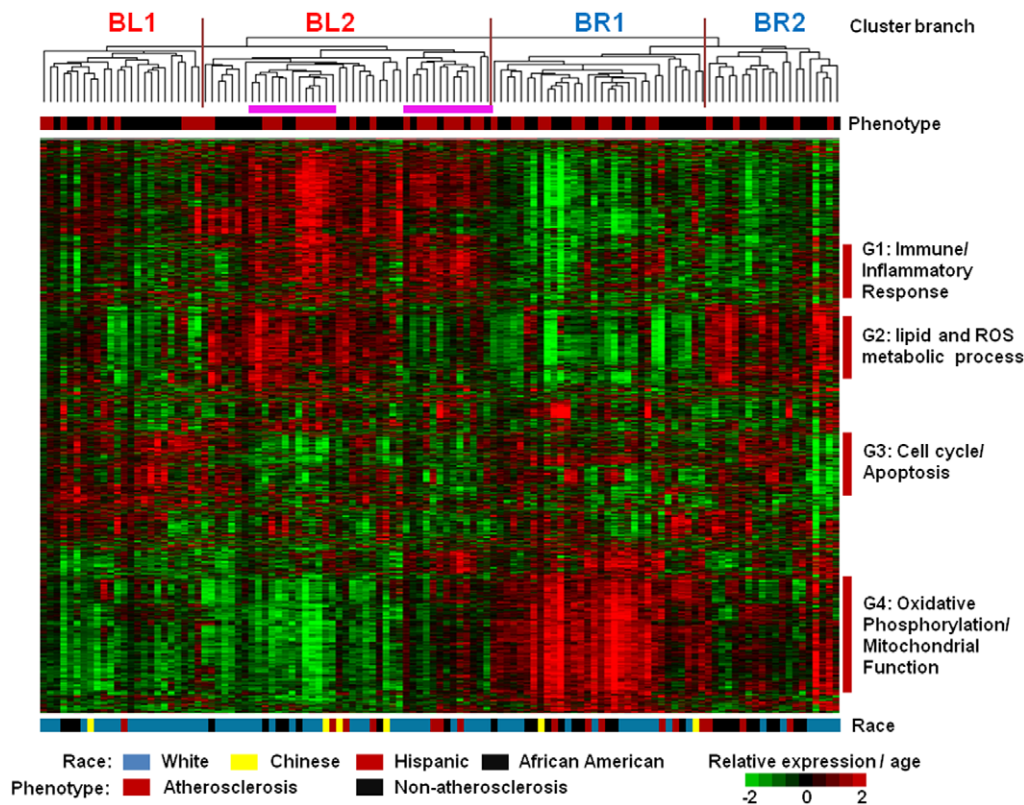 BL1 BL2 BR1 BR2 Cluster branch
Phenotype
G1: Immune/
Inflammatory
Response
G2: lipid and ROS
metabolic process
G3: Cell cycle/
Apoptosis
G4: Oxidative
Phosphorylation/
Mitochondrial
Function
Race
Race: White Chinese Hispanic African American
Phenotype: Atherosclerosis Non-atherosclerosis
Relative expression / age
-2 0 2